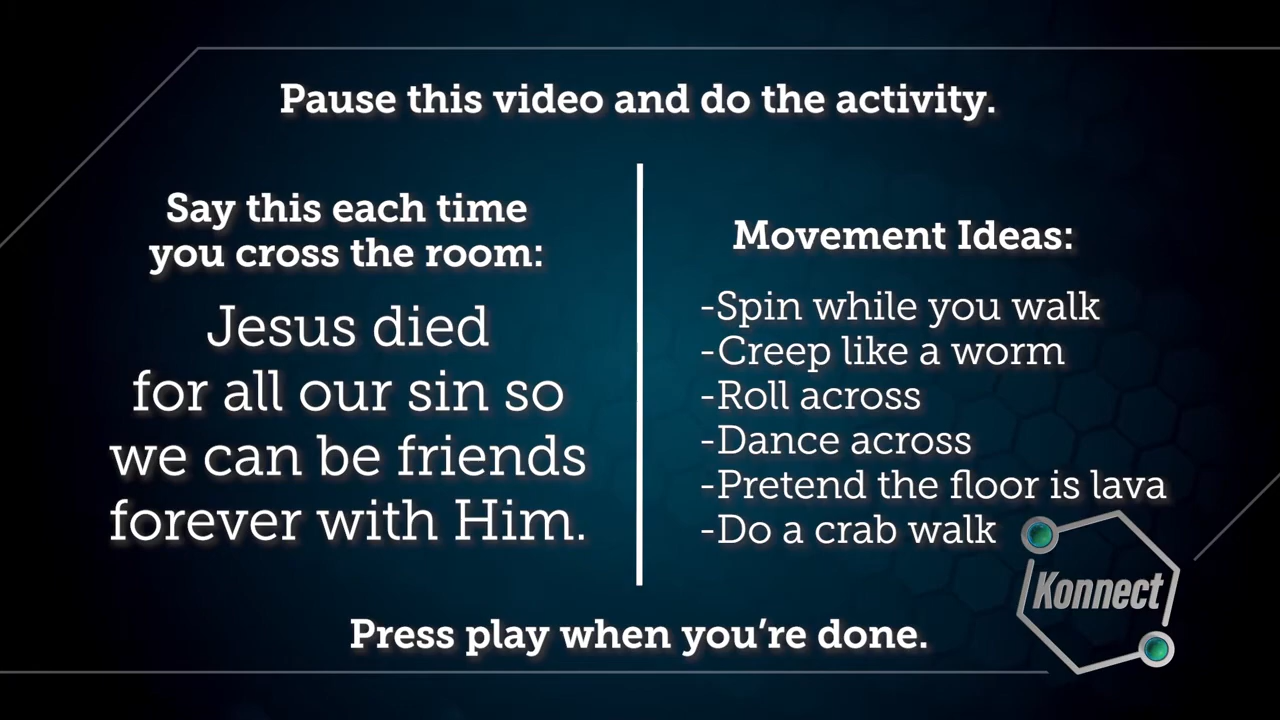 Pause this video and do the activity.
Say this each time
you cross the room:
Jesus died
for all our sin so
we can be friends
forever with Him.
Movement Ideas:
-Spin while you walk
-Creep like a worm
-Roll across
-Dance across
-Pretend the floor is lava
-Do a crab walk
Konnect
Press play when you’re done.